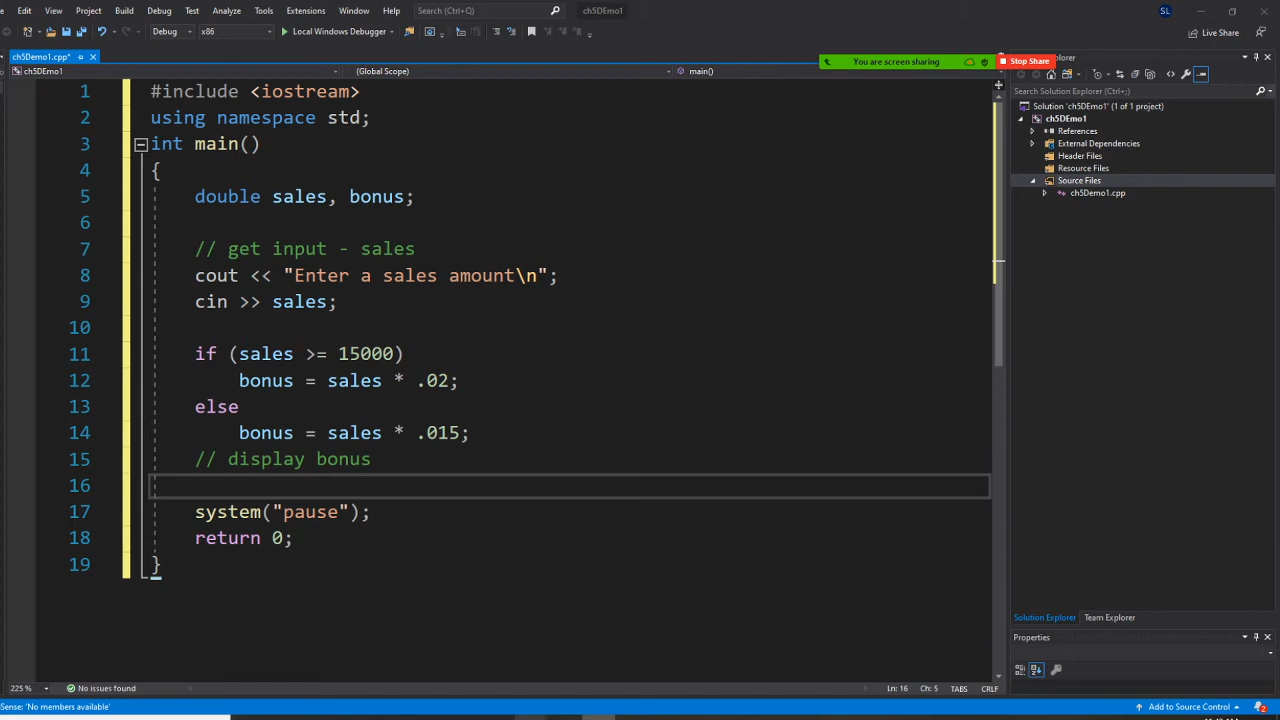 Edit View Project Build Debug Test Analyze Tools Extensions Window Help Search (Ctrl+Q) ch5DEmo1 SL
Debug x86 Local Windows Debugger Live Share
ch5Demo1.cpp* You are screen sharing Stop Share Explorer
ch5DEmo1 (Global Scope) main()
Search Solution Explorer (Ctrl+;)
Solution 'ch5DEmo1' (1 of 1 project)
ch5DEmo1
References
External Dependencies
Header Files
Resource Files
Source Files
ch5Demo1.cpp
1 #include <iostream>
2 using namespace std;
3 int main()
4 {
5 double sales, bonus;
6
7 // get input - sales
8 cout << "Enter a sales amount\n";
9 cin >> sales;
10
11 if (sales >= 15000)
12 bonus = sales * .02;
13 else
14 bonus = sales * .015;
15 // display bonus
16
17 system("pause");
18 return 0;
19 }
Solution Explorer Team Explorer
Properties
225 % No issues found Ln: 16 Ch: 5 TABS CRLF
Sense: 'No members available' Add to Source Control 2